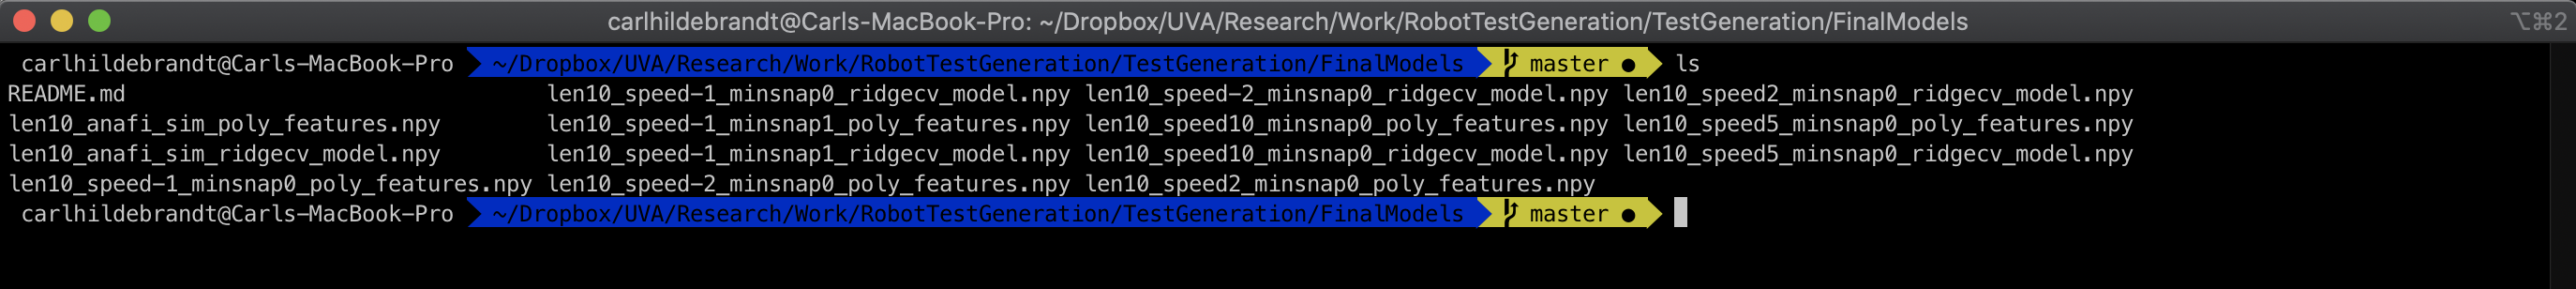 carlhildebrandt@Carls-MacBook-Pro: ~/Dropbox/UVA/Research/Work/RobotTestGeneration/TestGeneration/FinalModels ⌥⌘2
carlhildebrandt@Carls-MacBook-Pro ~/Dropbox/UVA/Research/Work/RobotTestGeneration/TestGeneration/FinalModels master ● ls
README.md len10_speed-1_minsnap0_ridgecv_model.npy len10_speed-2_minsnap0_ridgecv_model.npy len10_speed2_minsnap0_ridgecv_model.npy
len10_anafi_sim_poly_features.npy len10_speed-1_minsnap1_poly_features.npy len10_speed10_minsnap0_poly_features.npy len10_speed5_minsnap0_poly_features.npy
len10_anafi_sim_ridgecv_model.npy len10_speed-1_minsnap1_ridgecv_model.npy len10_speed10_minsnap0_ridgecv_model.npy len10_speed5_minsnap0_ridgecv_model.npy
len10_speed-1_minsnap0_poly_features.npy len10_speed-2_minsnap0_poly_features.npy len10_speed2_minsnap0_poly_features.npy
carlhildebrandt@Carls-MacBook-Pro ~/Dropbox/UVA/Research/Work/RobotTestGeneration/TestGeneration/FinalModels master ●